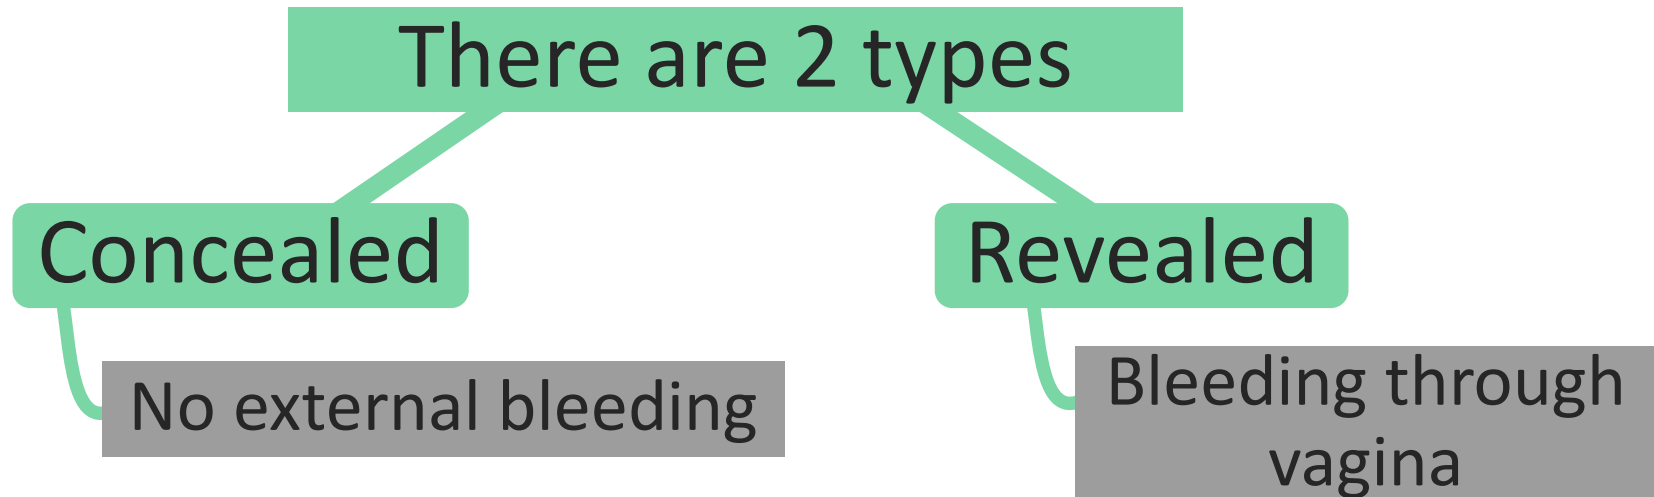 There are 2 types
Concealed
Revealed
No external bleeding
Bleeding through
vagina